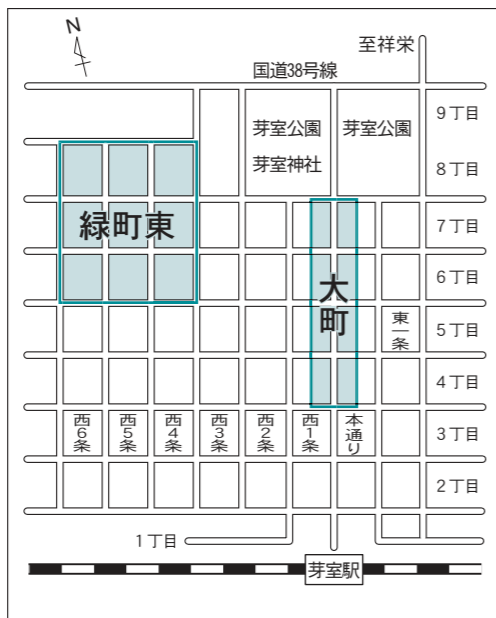 N
至祥栄
国道38号線
9丁目
芽室公園
芽室公園
芽室神社
8丁目
緑町東
7丁目
大町
6丁目
東一条
5丁目
4丁目
西6条
西5条
西4条
西3条
西2条
西1条
本通り
3丁目
2丁目
1丁目
芽室駅